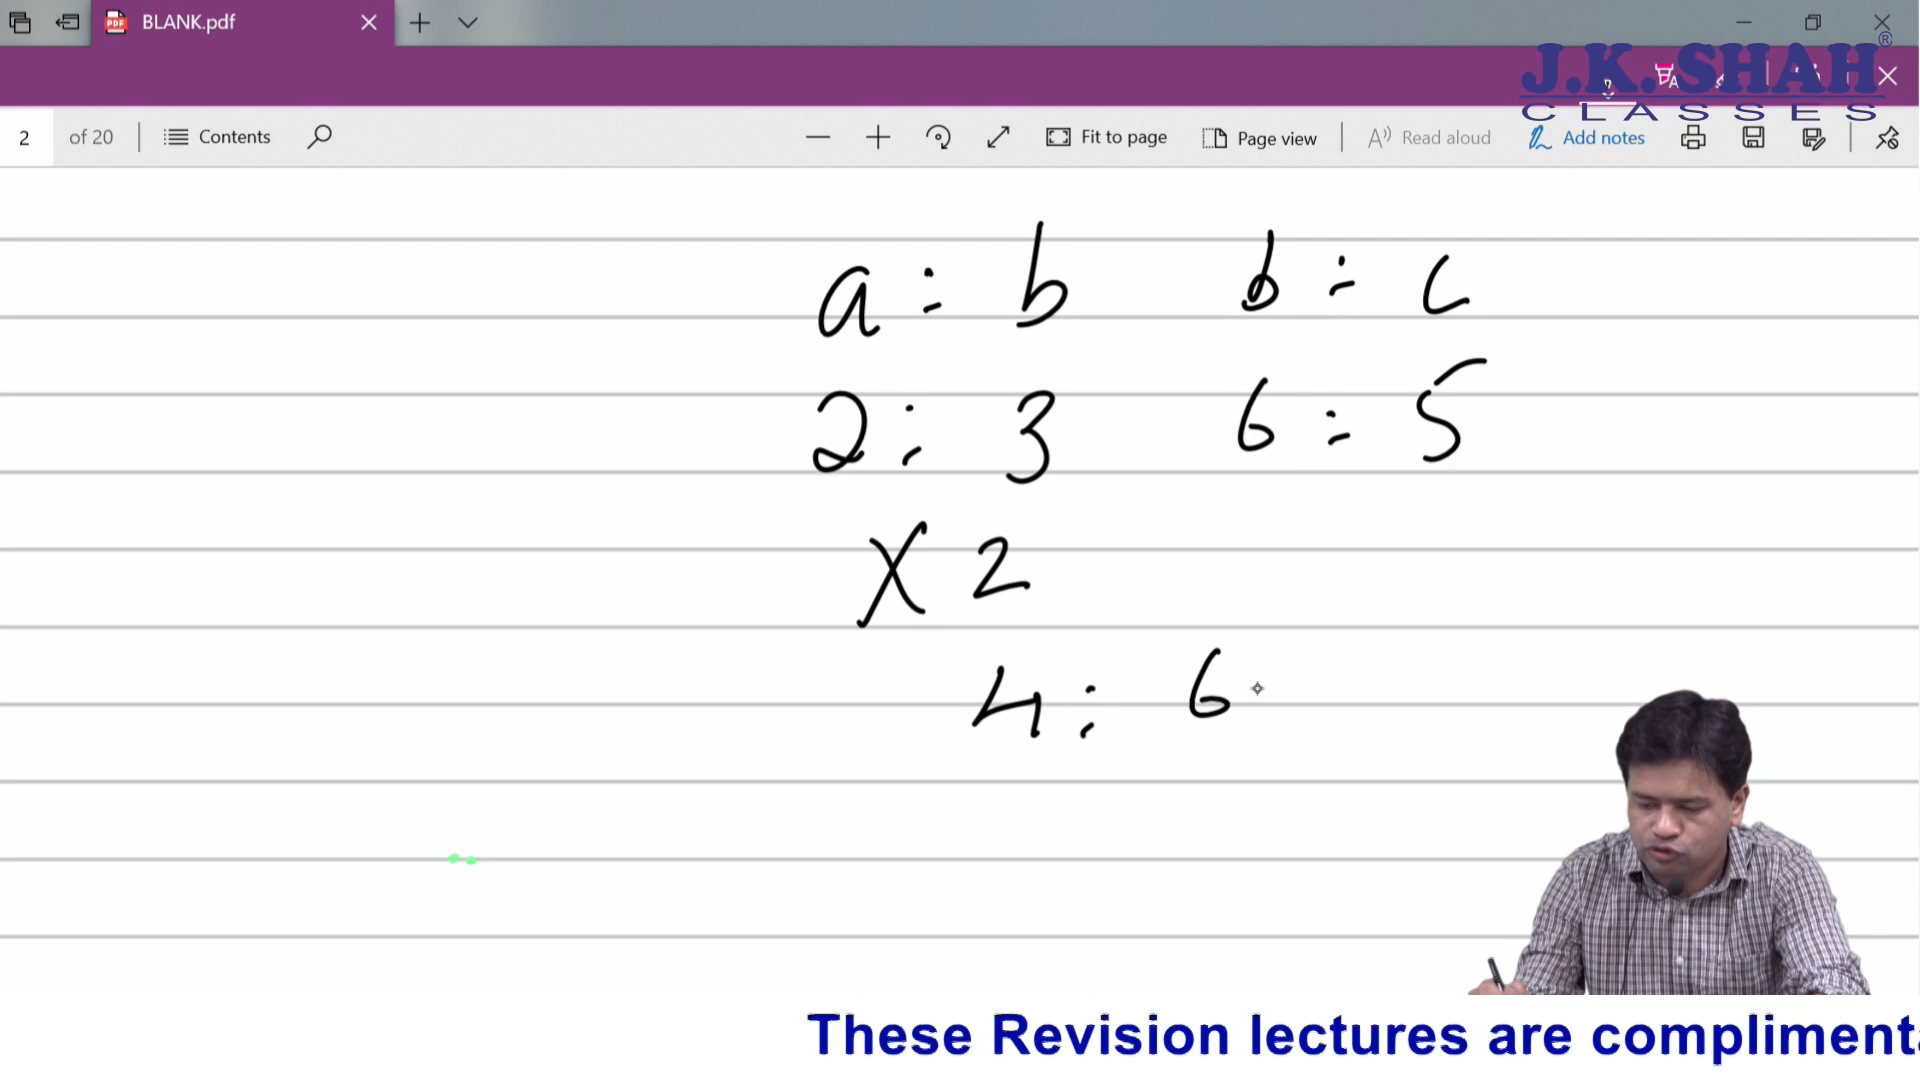 BLANK.pdf
J.K.SHAH®
CLASSES
2 of 20 Contents Fit to page Page view Read aloud Add notes
a : b b : c
2 : 3 6 : 5
X 2
4 : 6
These Revision lectures are compliment